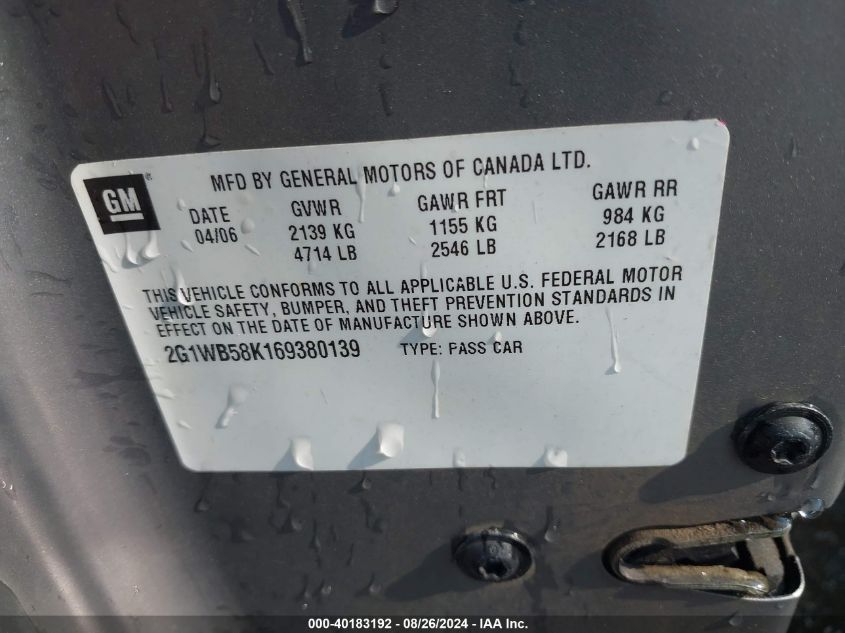 GM
MFD BY GENERAL MOTORS OF CANADA LTD.
DATE GVWR GAWR FRT GAWR RR
04/06 2139 KG 1155 KG 984 KG
4714 LB 2546 LB 2168 LB
THIS VEHICLE CONFORMS TO ALL APPLICABLE U.S. FEDERAL MOTOR
VEHICLE SAFETY, BUMPER, AND THEFT PREVENTION STANDARDS IN
EFFECT ON THE DATE OF MANUFACTURE SHOWN ABOVE.
2G1WB58K169380139 TYPE: PASS CAR
000-40183192 - 08/26/2024 - IAA Inc.